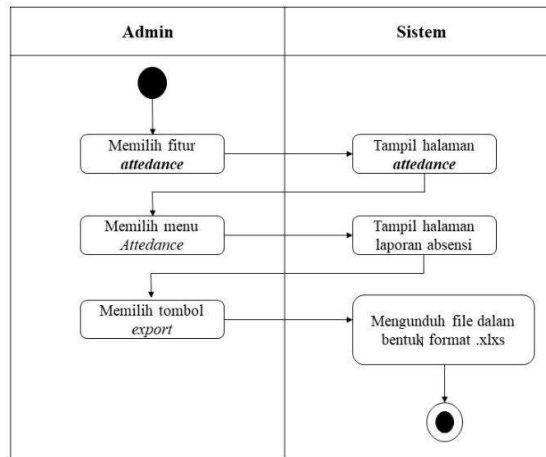 Admin
Sistem
Memilih fitur
attedance
Tampil halaman
attedance
Memilih menu
Attedance
Tampil halaman
laporan absensi
Memilih tombol
export
Mengunduh file dalam
bentuk format .xlxs